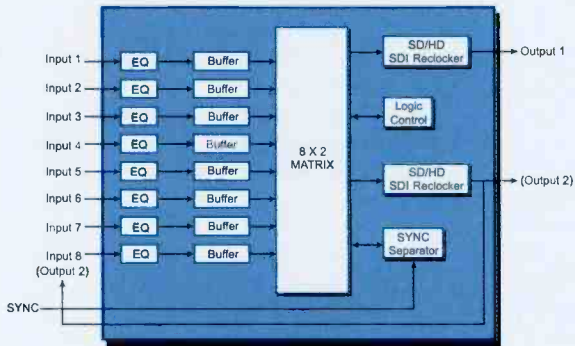 SD/HD
SDI Reclocker
Output 1
Input 1
EQ
Buffer
Input 2
EQ
Buffer
Input 3
EQ
Buffer
Logic
Control
Input 4
EQ
Buffer
8 X 2
MATRIX
Input 5
EQ
Buffer
SD/HD
SDI Reclocker
(Output 2)
Input 6
EQ
Buffer
Input 7
EQ
Buffer
SYNC
Separator
Input 8
(Output 2)
EQ
Buffer
SYNC